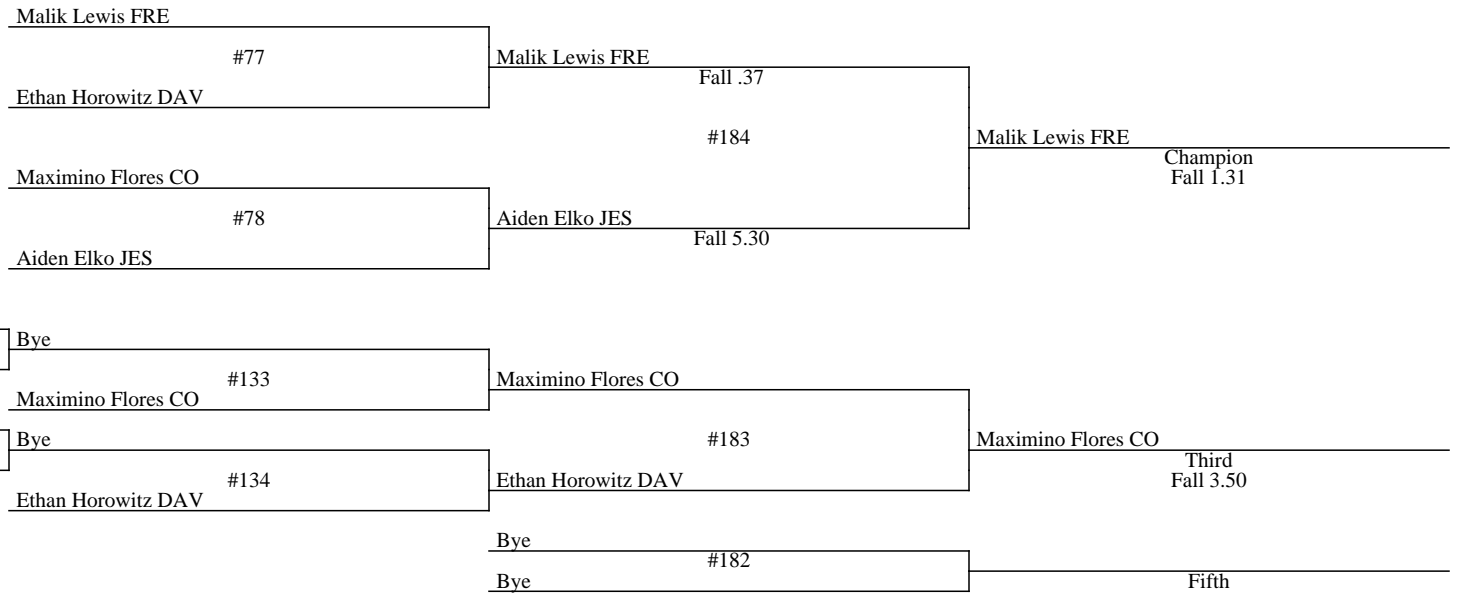 Malik Lewis FRE
#77
Malik Lewis FRE
Fall .37
Ethan Horowitz DAV
#184
Malik Lewis FRE
Champion
Fall 1.31
Maximino Flores CO
#78
Aiden Elko JES
Fall 5.30
Aiden Elko JES
Bye
#133
Maximino Flores CO
Maximino Flores CO
Bye
#183
Maximino Flores CO
Third
Fall 3.50
#134
Ethan Horowitz DAV
Ethan Horowitz DAV
Bye
#182
Bye
Fifth